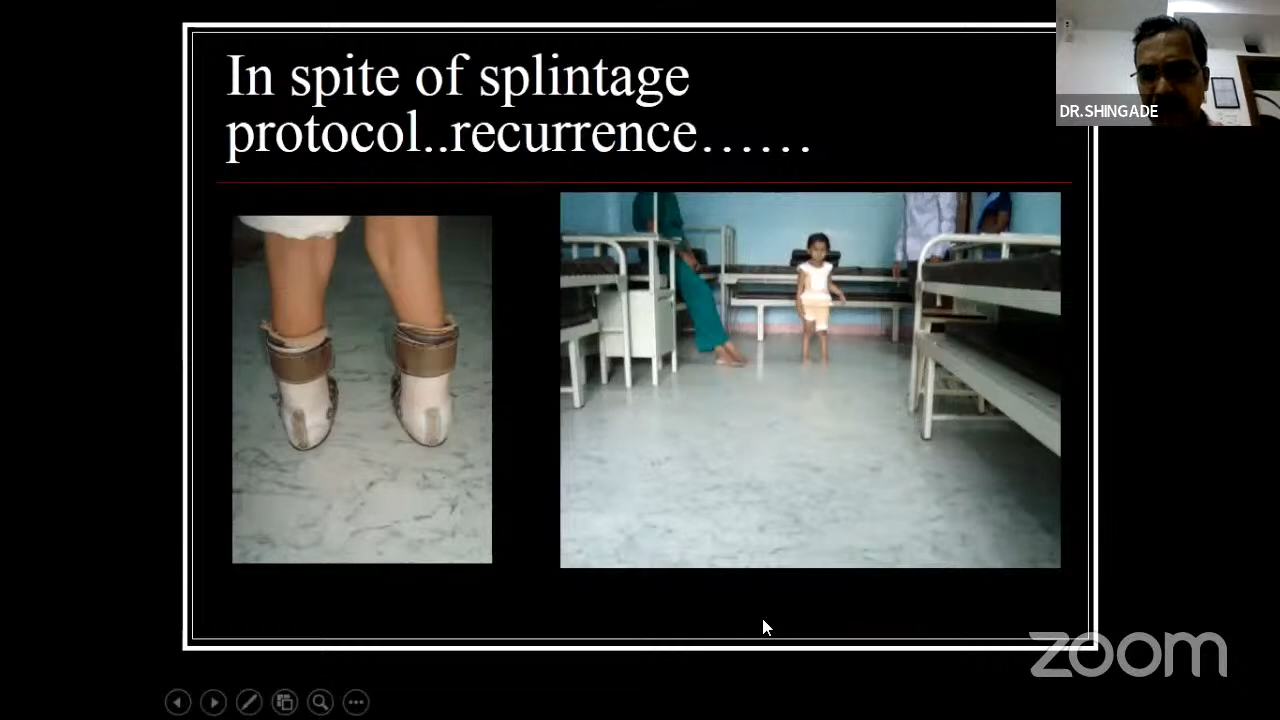 In spite of splintage
protocol..recurrence……
DR.SHINGADE
zoom